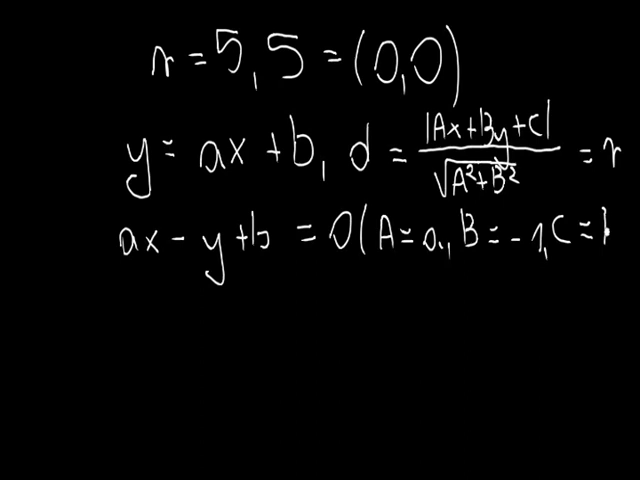 r = 5, S = (0,0)
y = ax + b, d = |Ax+By+C| / √A²+B² = r
ax - y + b = 0 (A = a, B = -1, C = b